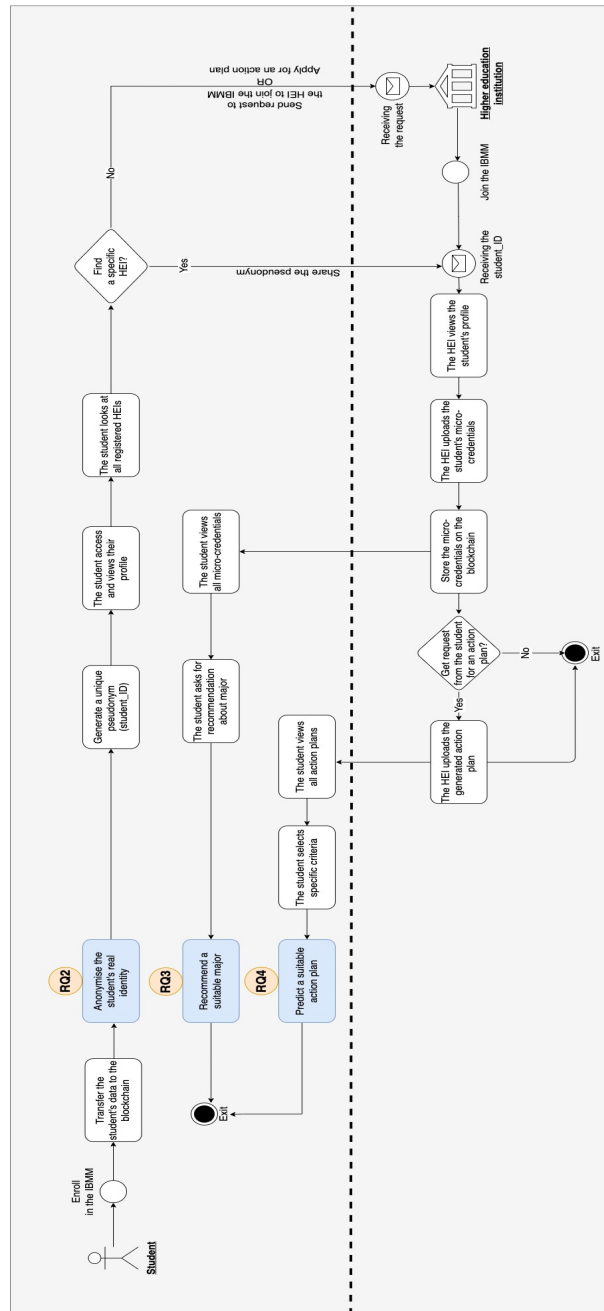 Student
Enroll
in the IBMM
Transfer the
student's data to the
blockchain
RQ2
Anonymise the
student's real
identity
Generate a unique
pseudonym
(student_ID)
The student access
and views their
profile
The student looks at
all registered HEIs
Find
a specific
HEI?
No
Yes
Send request to
the HEI to join the IBMM
OR
Apply for an action plan
Share the pseudonym
Exit
RQ3
Recommend a
suitable major
The student asks for
recommendation
about major
The student views
all micro-credentials
RQ4
Predict a suitable
action plan
The student selects
specific criteria
The student views
all action plans
Receiving
the request
Higher education
institution
Join the IBMM
Receiving the
student_ID
The HEI views the
student's profile
The HEI uploads the
student's micro-
credentials
Store the micro-
credentials on the
blockchain
Get request
from the student
for an action
plan?
Yes
No
The HEI uploads the
generated action
plan
Exit